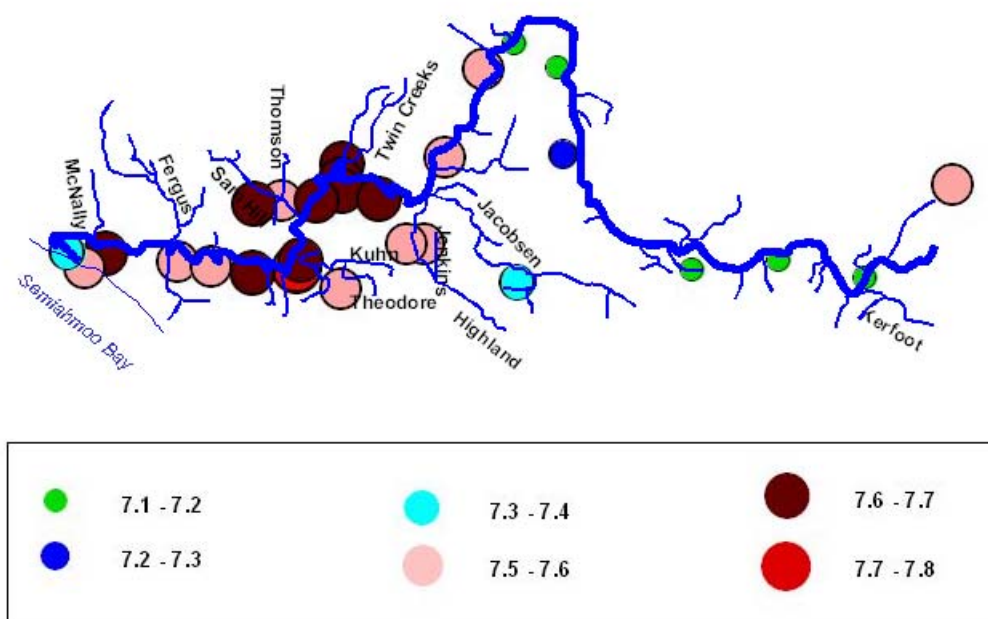 McNally
Fergus
Thomson
Twin Creeks
Kuhn
Theodore
Jenkins
Jacobsen
Highland
Kerfoot
Semiahmoo Bay
7.1 - 7.2
7.3 - 7.4
7.6 - 7.7
7.2 - 7.3
7.5 - 7.6
7.7 - 7.8